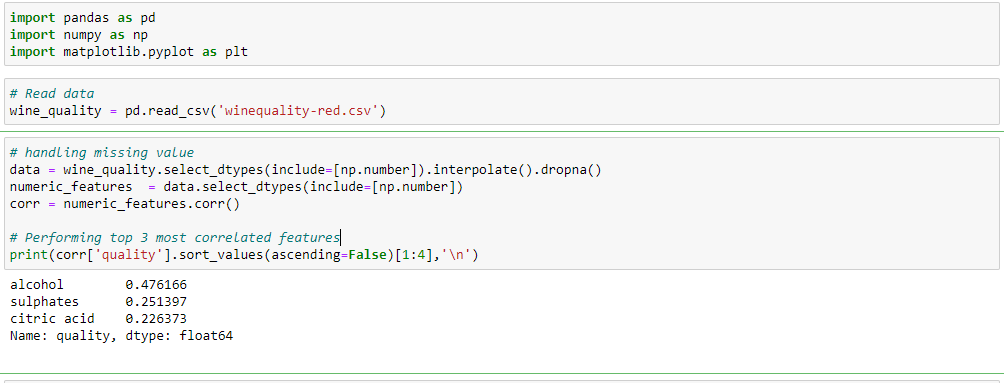 import pandas as pd
import numpy as np
import matplotlib.pyplot as plt
# Read data
wine_quality = pd.read_csv('winequality-red.csv')
# handling missing value
data = wine_quality.select_dtypes(include=[np.number]).interpolate().dropna()
numeric_features  = data.select_dtypes(include=[np.number])
corr = numeric_features.corr()
# Performing top 3 most correlated features
print(corr['quality'].sort_values(ascending=False)[1:4],'\n')
alcohol        0.476166
sulphates      0.251397
citric acid    0.226373
Name: quality, dtype: float64